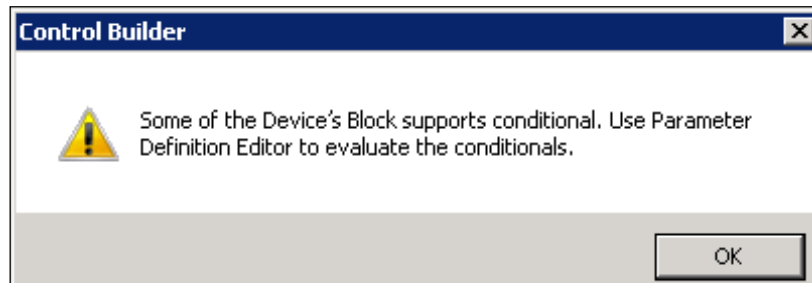 Control Builder
Some of the Device's Block supports conditional. Use Parameter
Definition Editor to evaluate the conditionals.
OK